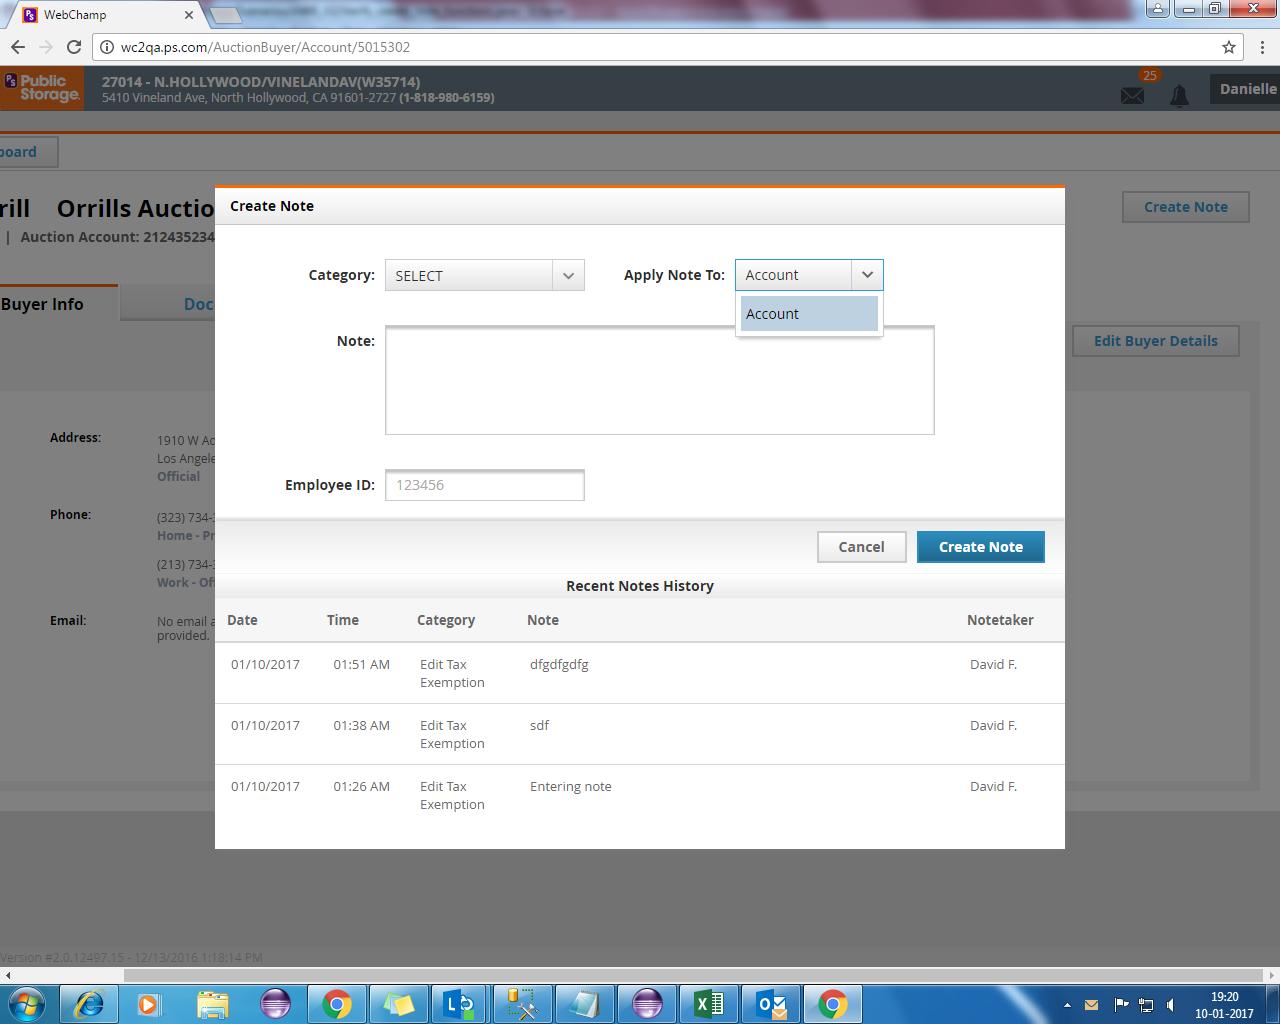 WebChamp
wc2qa.ps.com/AuctionBuyer/Account/5015302
PS Public Storage.
27014 - N.HOLLYWOOD/VINELANDAV(W35714)
5410 Vineland Ave, North Hollywood, CA 91601-2727 (1-818-980-6159)
25
Danielle
board
rill Orrills Auctio
| Auction Account: 212435234
Create Note
Buyer Info
Doc
Edit Buyer Details
Address:
1910 W Ad
Los Angele
Official
Phone:
(323) 734-
Home - Pr
(213) 734-
Work - Of
Email:
No email a
provided.
Create Note
Category:
SELECT
Apply Note To:
Account
Account
Note:
Employee ID:
123456
Cancel
Create Note
Recent Notes History
Date Time Category Note Notetaker
01/10/2017 01:51 AM Edit Tax Exemption dfgdfgdfg David F.
01/10/2017 01:38 AM Edit Tax Exemption sdf David F.
01/10/2017 01:26 AM Edit Tax Exemption Entering note David F.
Version #2.0.12497.15 - 12/13/2016 1:18:14 PM
19:20
10-01-2017